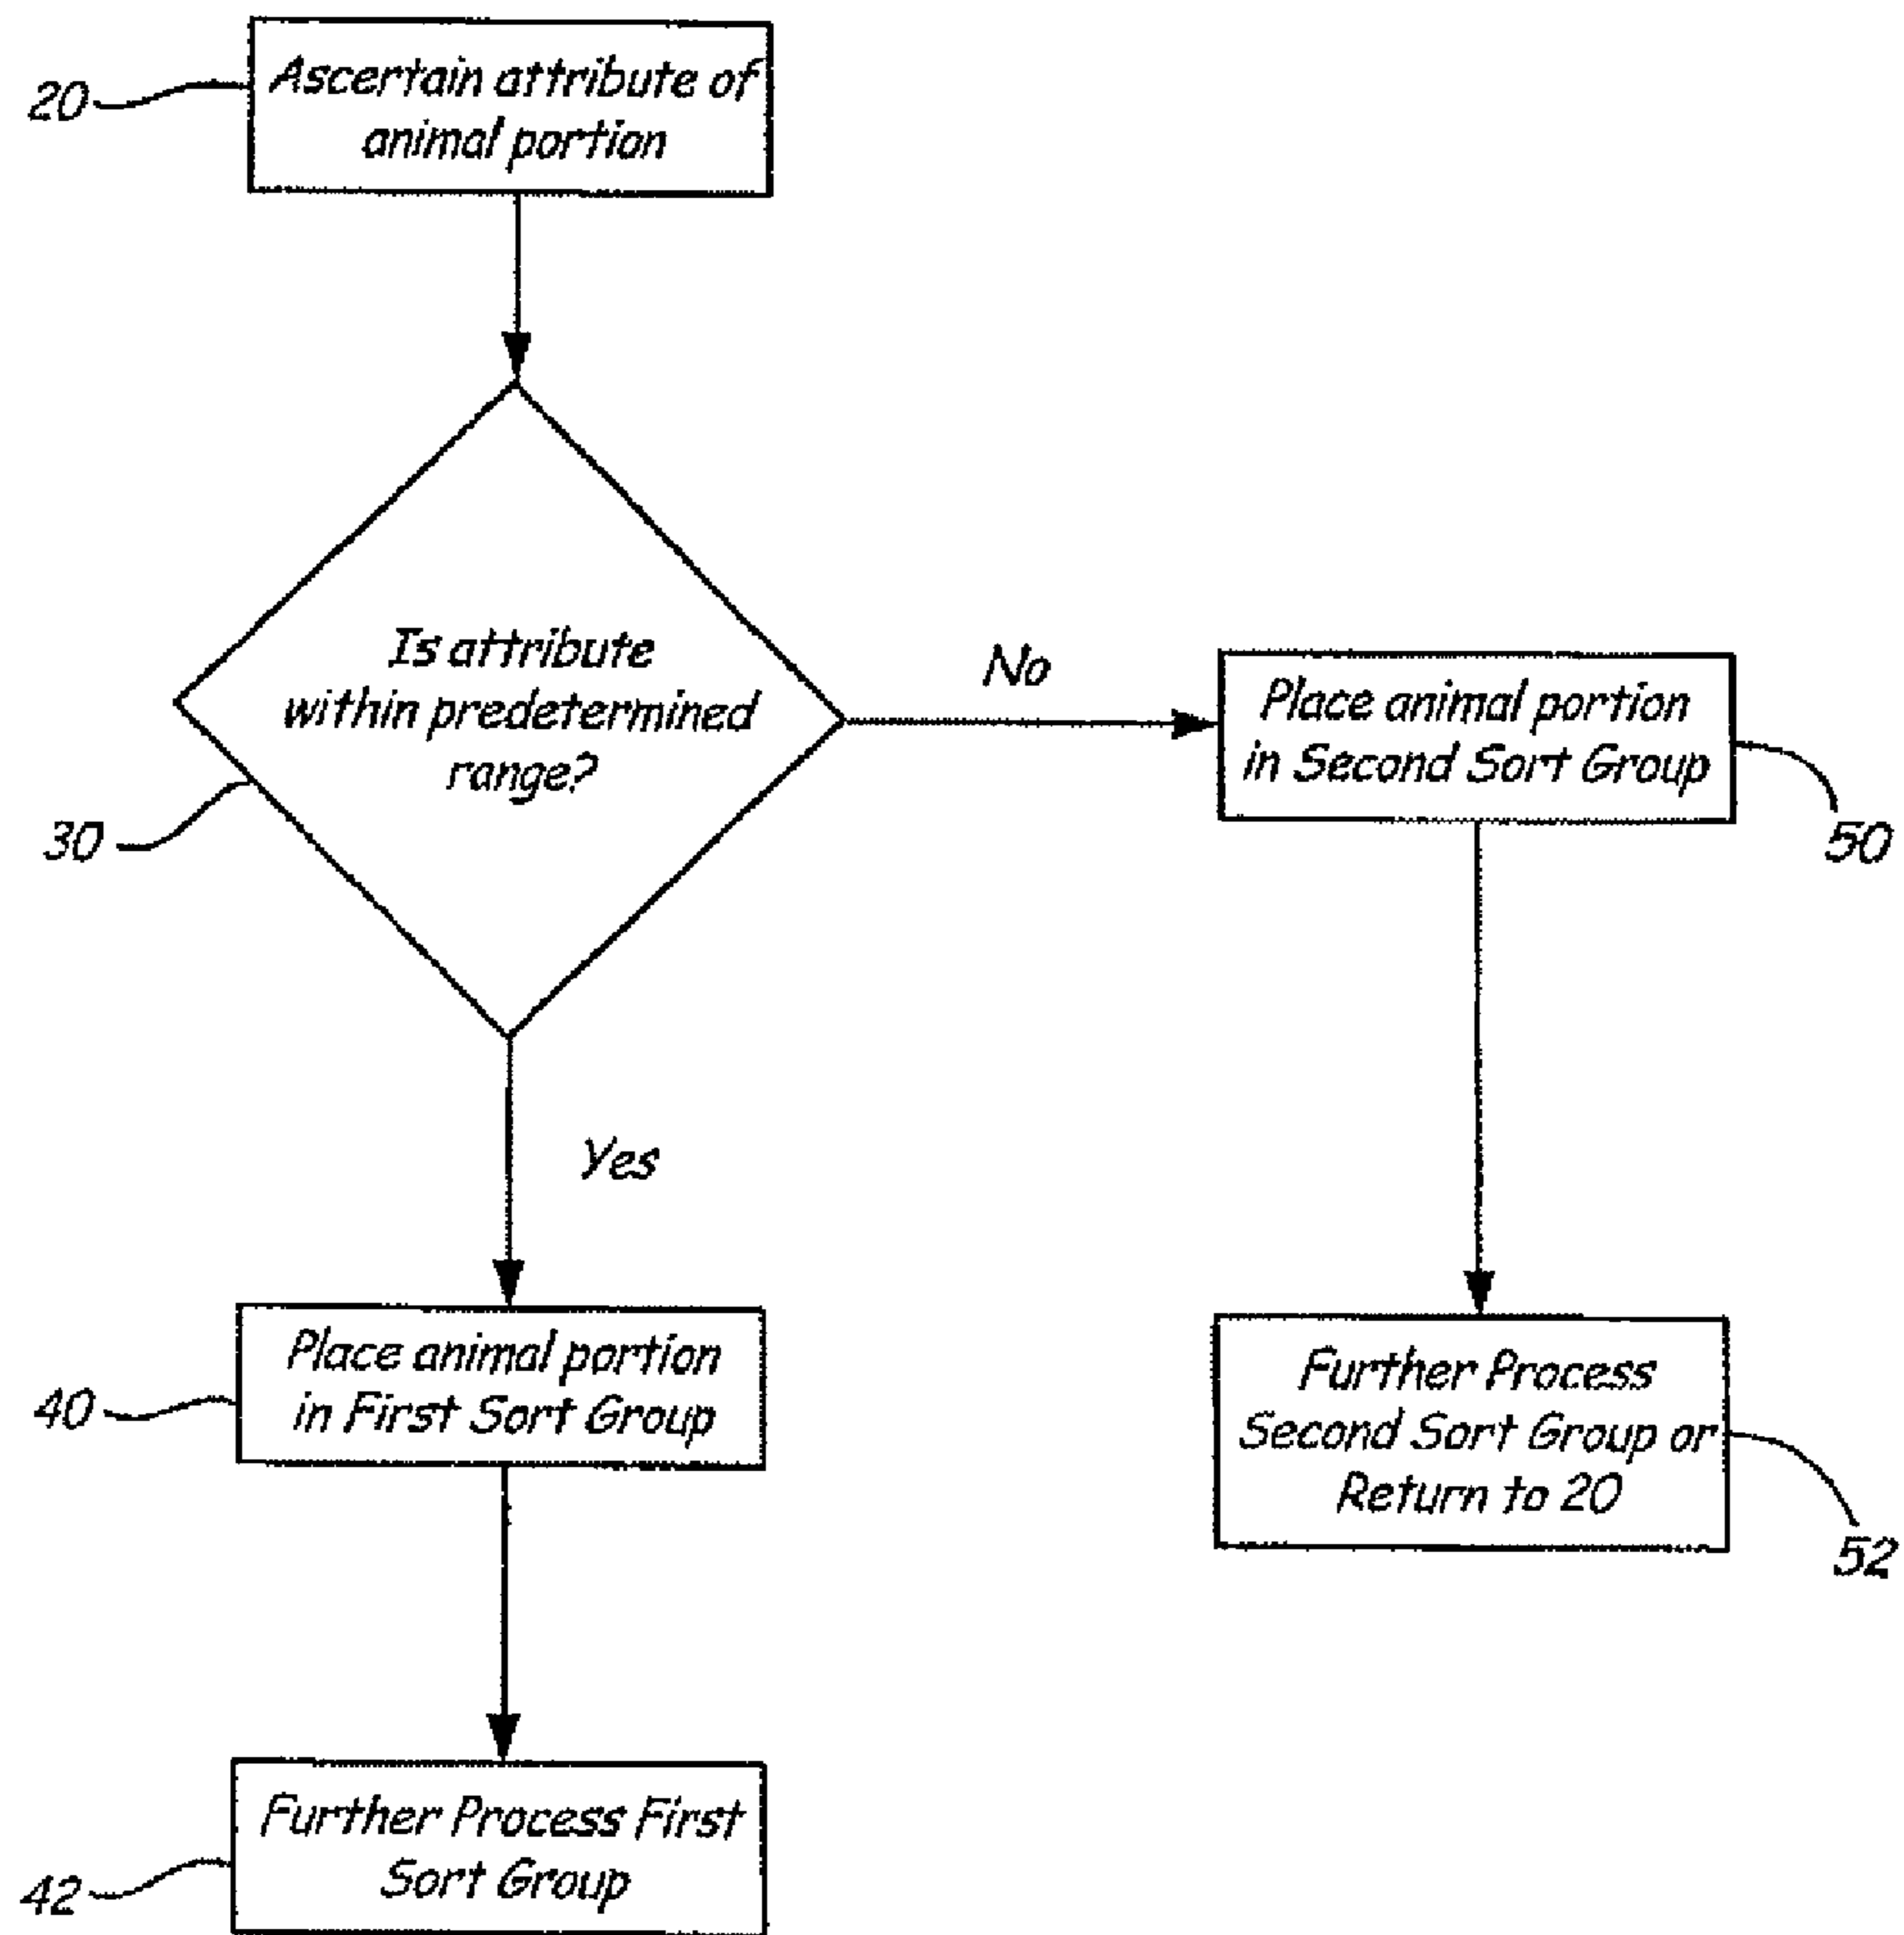 20
Ascertain attribute of
animal portion
Is attribute
within predetermined
range?
30
No
Place animal portion
in Second Sort Group
50
Yes
Place animal portion
in First Sort Group
40
Further Process
Second Sort Group or
Return to 20
52
Further Process First
Sort Group
42